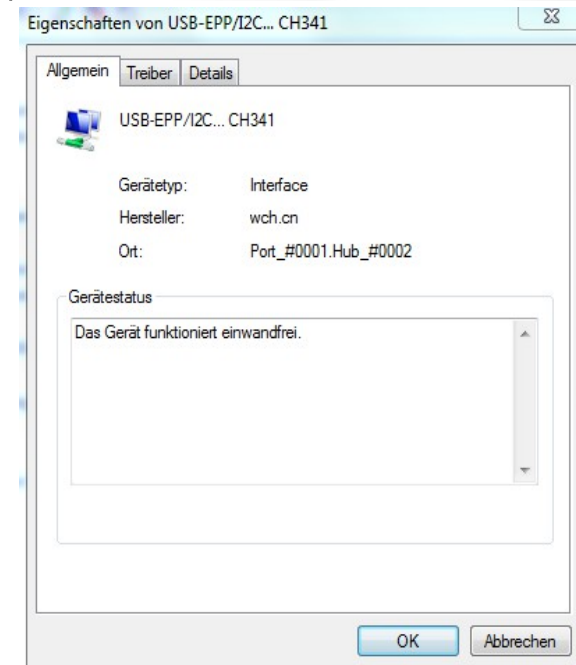 Eigenschaften von USB-EPP/I2C... CH341
Allgemein
Treiber
Details
USB-EPP/I2C... CH341
Gerätetyp: Interface
Hersteller: wch.cn
Ort: Port_#0001.Hub_#0002
Gerätestatus
Das Gerät funktioniert einwandfrei.
OK
Abbrechen